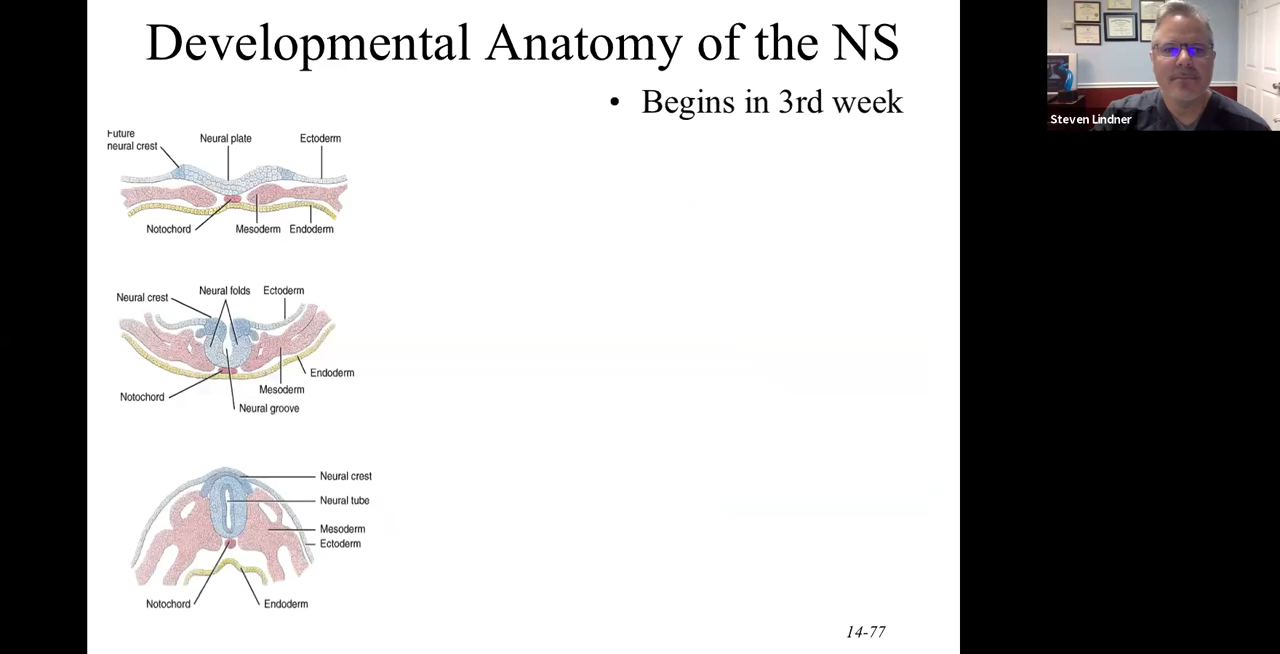 Developmental Anatomy of the NS
• Begins in 3rd week
Future
neural crest
Neural plate
Ectoderm
Notochord
Mesoderm
Endoderm
Neural crest
Neural folds
Ectoderm
Endoderm
Mesoderm
Notochord
Neural groove
Neural crest
Neural tube
Mesoderm
Ectoderm
Notochord
Endoderm
14-77
Steven Lindner